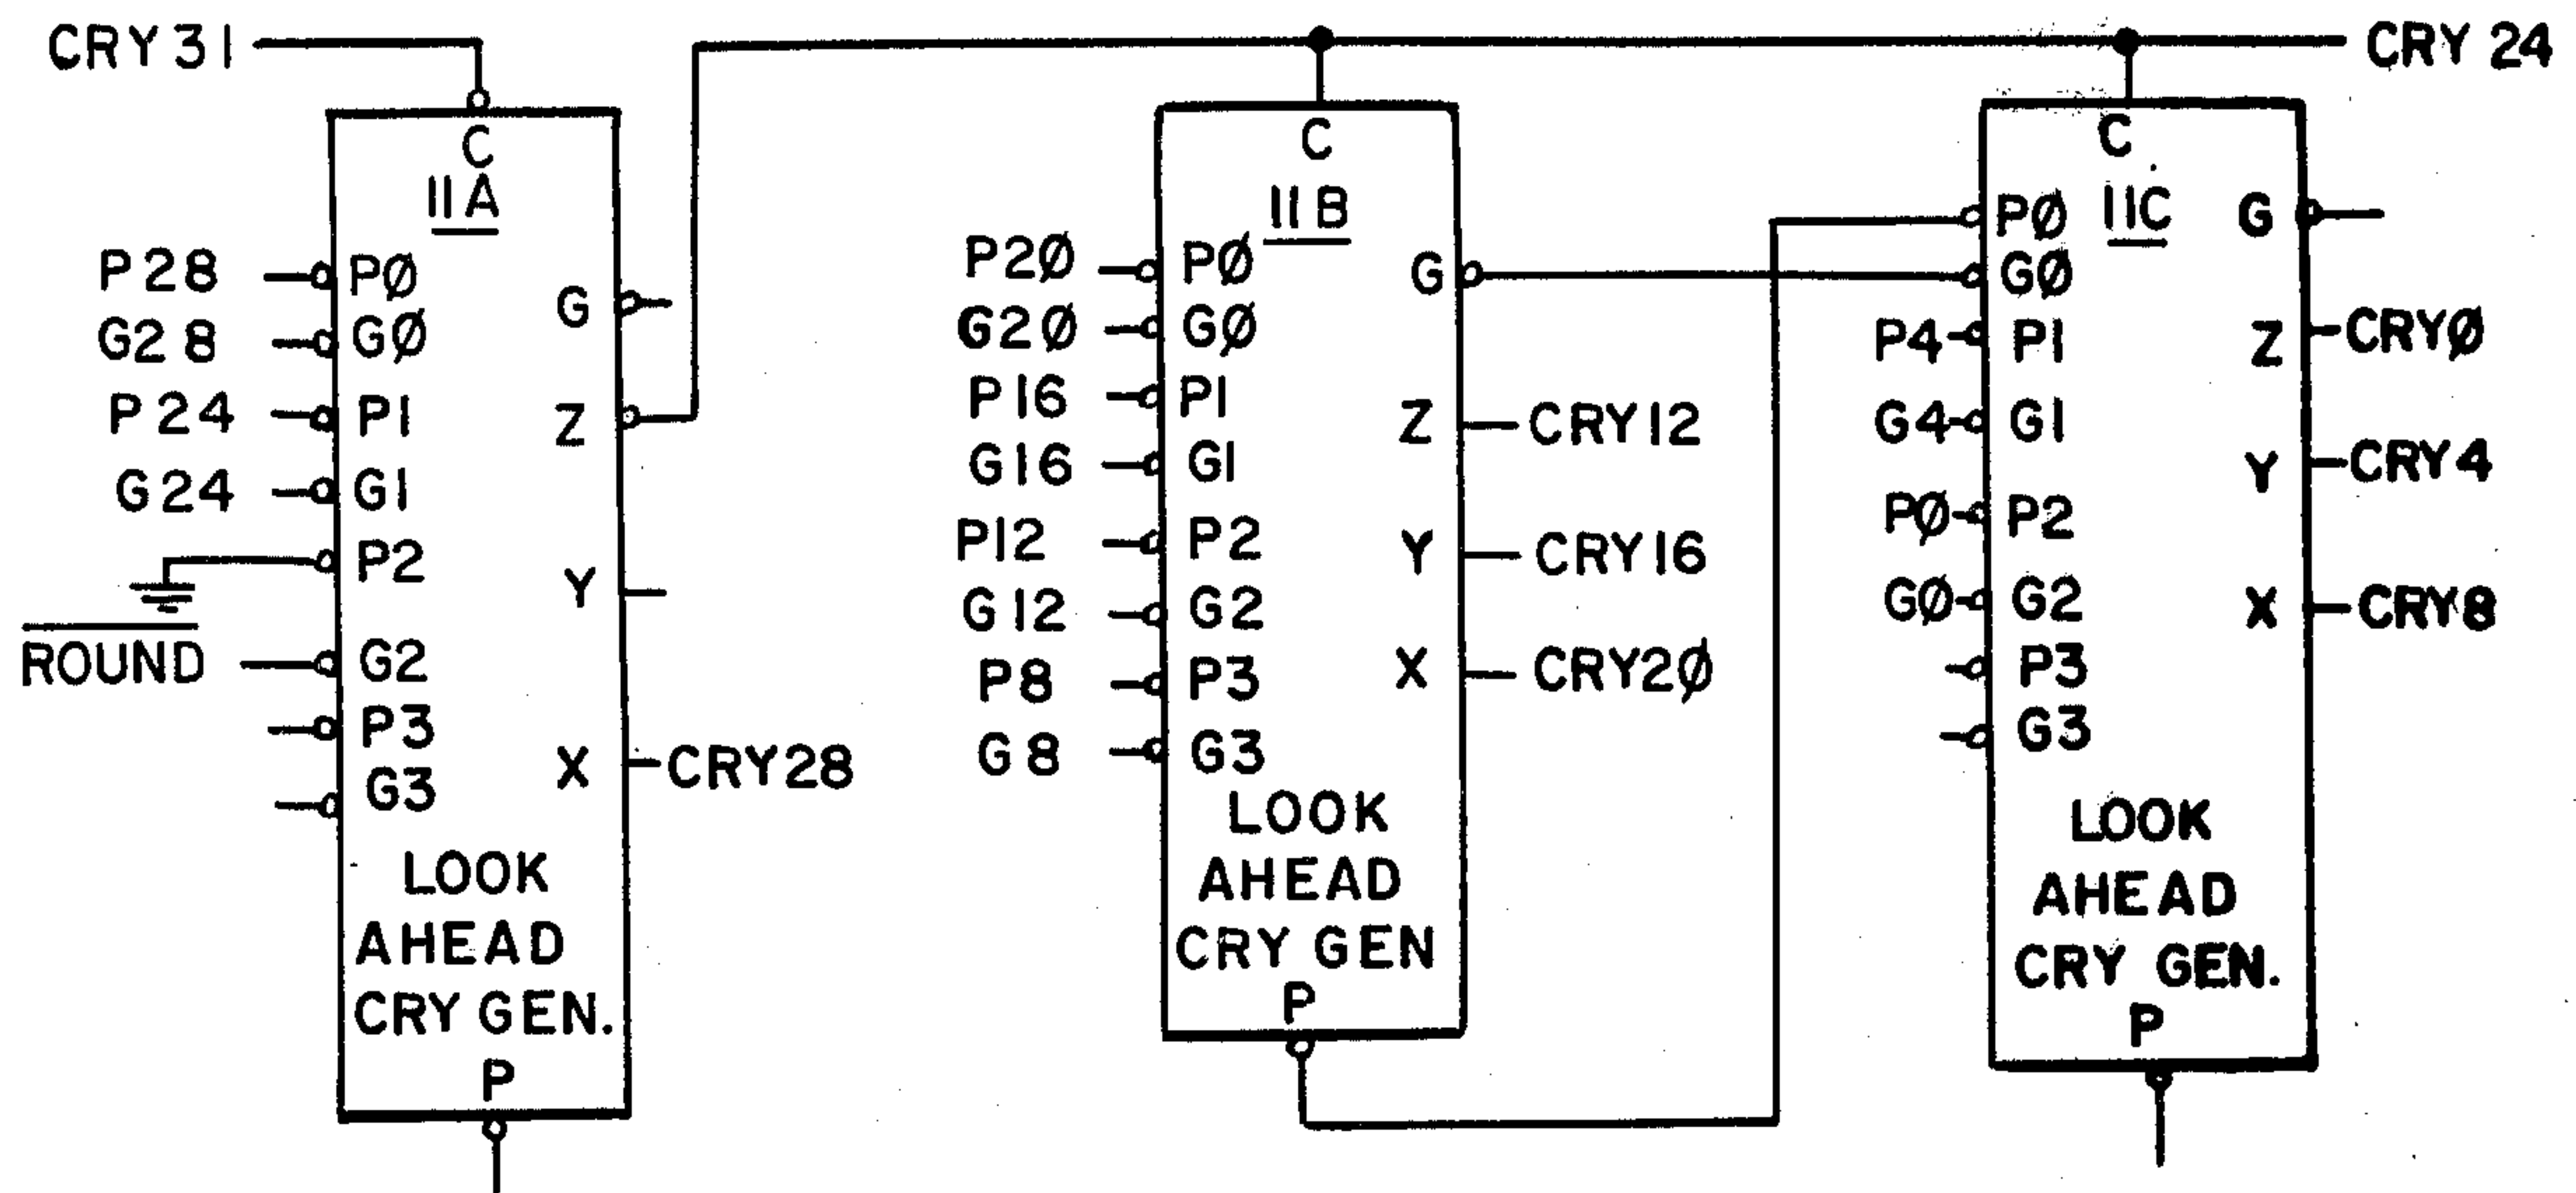 CRY 31
CRY 24
C
11A
P28
PØ
G28
GØ
P24
P1
G24
G1
P2
ROUND
G2
P3
G3
G
Z
Y
X
CRY28
LOOK
AHEAD
CRY GEN.
P
C
11B
P2Ø
PØ
G2Ø
GØ
P16
P1
G16
G1
P12
P2
G12
G2
P8
P3
G8
G3
G
Z
CRY12
Y
CRY16
X
CRY2Ø
LOOK
AHEAD
CRY GEN
P
C
11C
PØ
GØ
P4
P1
G4
G1
PØ
P2
GØ
G2
P3
G3
G
Z
CRYØ
Y
CRY4
X
CRY8
LOOK
AHEAD
CRY GEN.
P